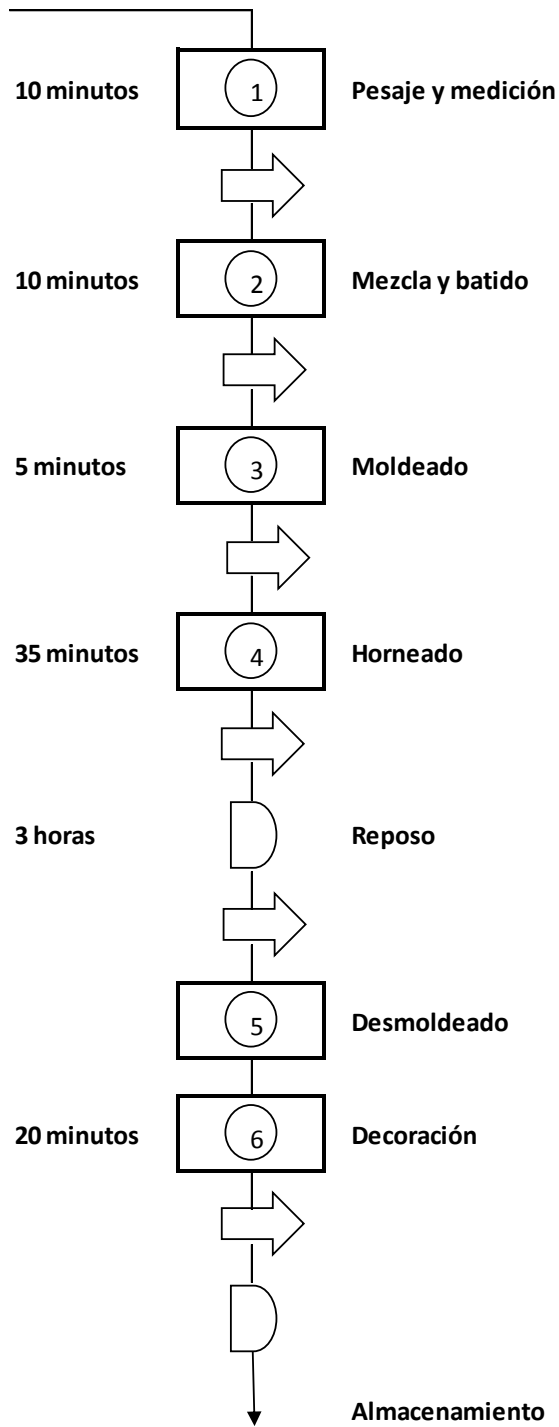 10 minutos 1 Pesaje y medición
10 minutos 2 Mezcla y batido
5 minutos 3 Moldeado
35 minutos 4 Horneado
3 horas Reposo
5 Desmoldeado
20 minutos 6 Decoración
Almacenamiento